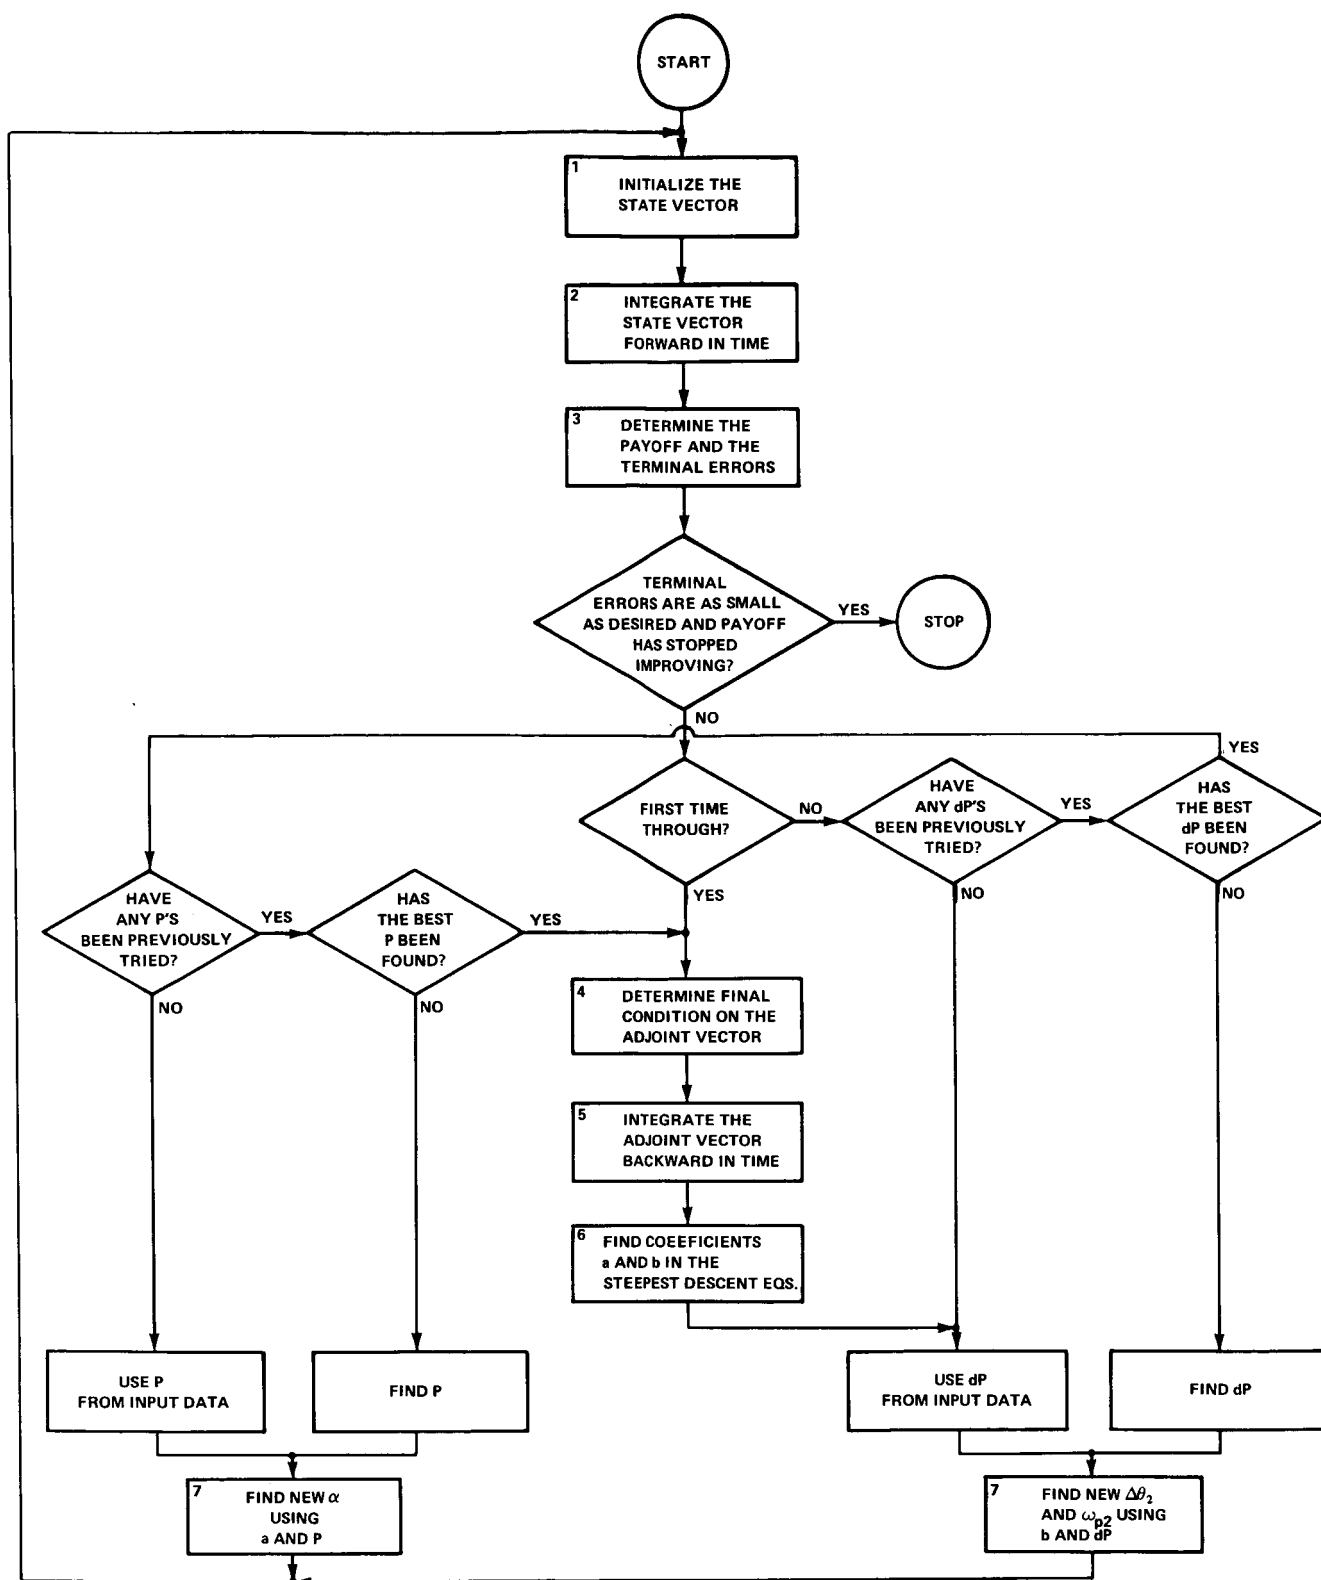 START
1
INITIALIZE THE
STATE VECTOR
2
INTEGRATE THE
STATE VECTOR
FORWARD IN TIME
3
DETERMINE THE
PAYOFF AND THE
TERMINAL ERRORS
TERMINAL
ERRORS ARE AS SMALL
AS DESIRED AND PAYOFF
HAS STOPPED
IMPROVING?
YES
STOP
NO
YES
FIRST TIME
THROUGH?
NO
HAVE
ANY dP'S
BEEN PREVIOUSLY
TRIED?
YES
HAS
THE BEST
dP BEEN
FOUND?
YES
NO
NO
HAVE
ANY P'S
BEEN PREVIOUSLY
TRIED?
YES
HAS
THE BEST
P BEEN
FOUND?
YES
NO
NO
4
DETERMINE FINAL
CONDITION ON THE
ADJOINT VECTOR
5
INTEGRATE THE
ADJOINT VECTOR
BACKWARD IN TIME
6
FIND COEEFICIENTS
a AND b IN THE
STEEPEST DESCENT EQS.
USE P
FROM INPUT DATA
FIND P
USE dP
FROM INPUT DATA
FIND dP
7
FIND NEW α
USING
a AND P
7
FIND NEW Δθ₂
AND ωp2 USING
b AND dP